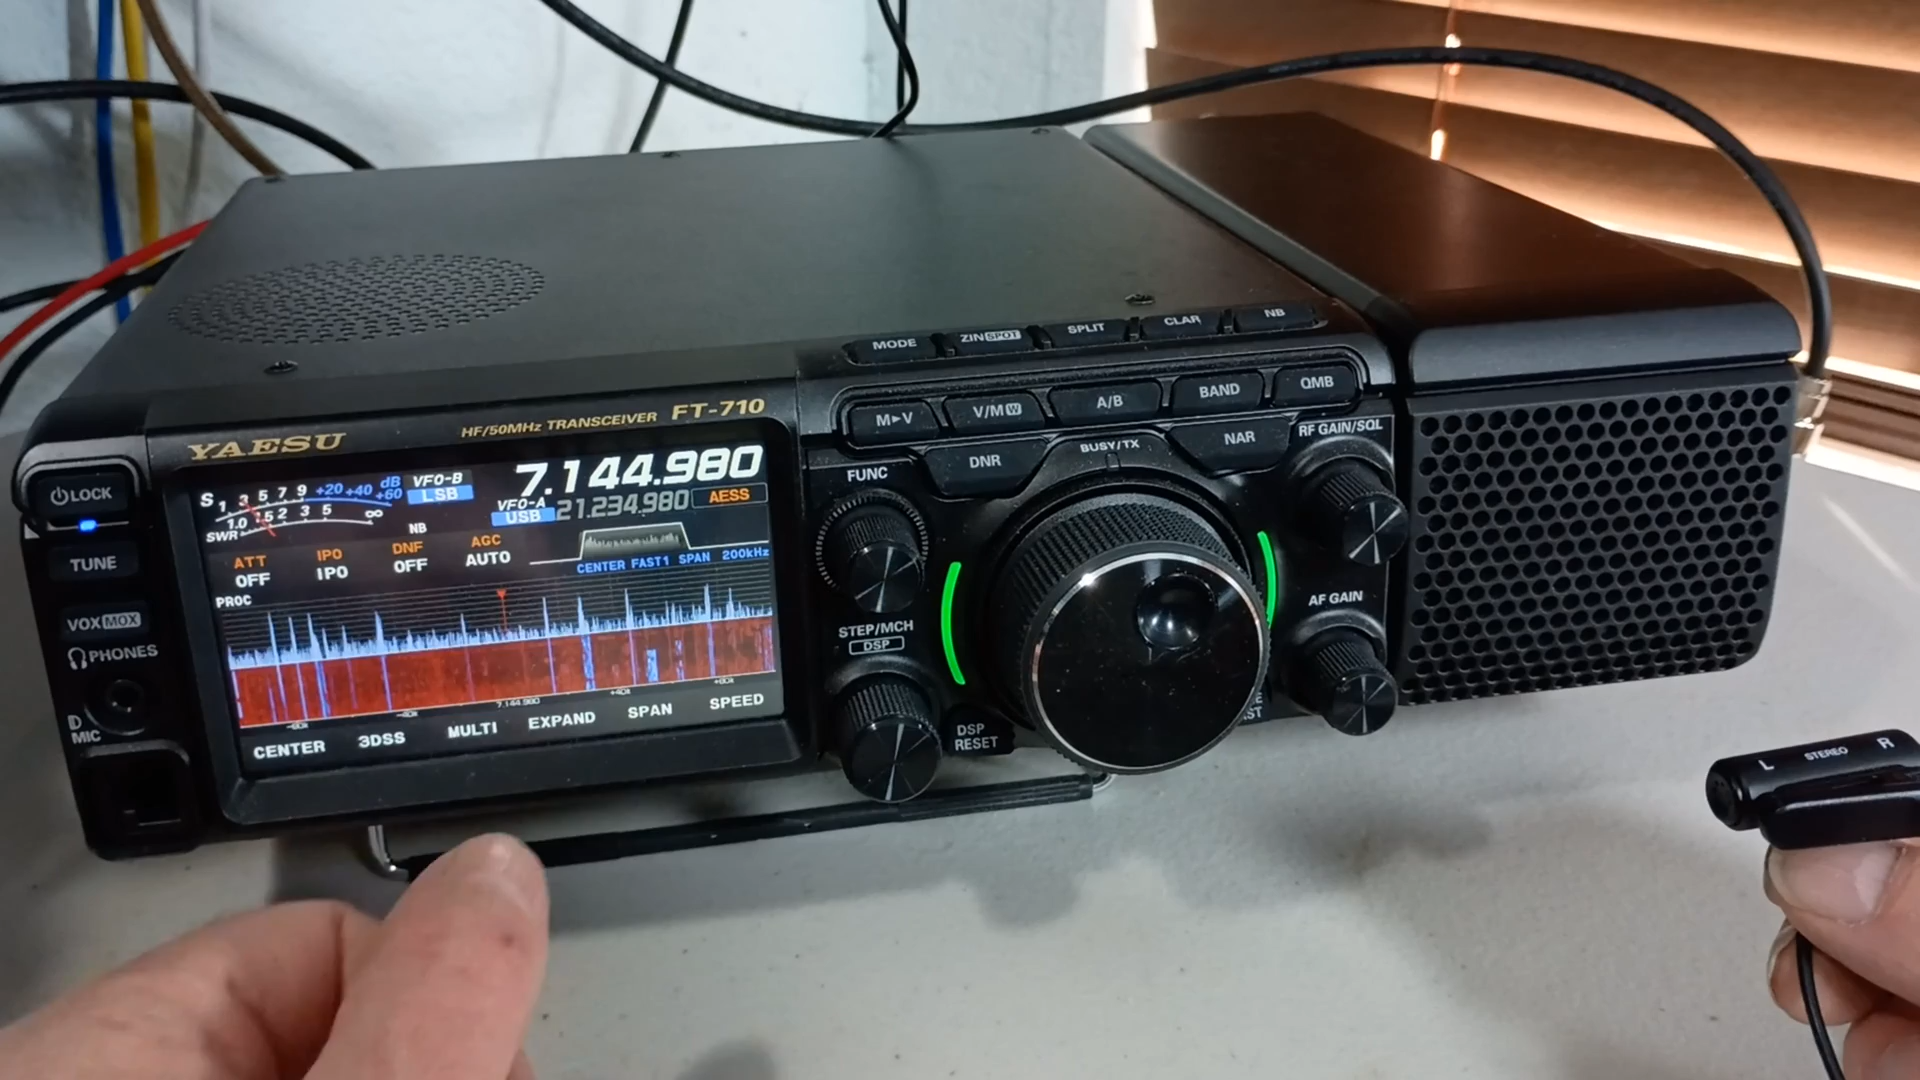 MODE ZIN SPOT SPLIT CLAR NB
M►V V/M W A/B BAND QMB
DNR BUSY/TX NAR RF GAIN/SQL
YAESU HF/50MHz TRANSCEIVER FT-710
LOCK
TUNE
VOX MOX
PHONES
MIC
S 1 3 5 7 9 +20 +40 +60 dB
SWR 1.0 1.5 2 3 5 ∞
VFO-B
LSB
7.144.980
VFO-A
USB
21.234.980
AESS
NB
ATT IPO DNF AGC
OFF IPO OFF AUTO
CENTER FAST1 SPAN 200kHz
PROC
7.144.980
CENTER 3DSS MULTI EXPAND SPAN SPEED
FUNC
STEP/MCH
DSP
DSP
RESET
AF GAIN
L STEREO R